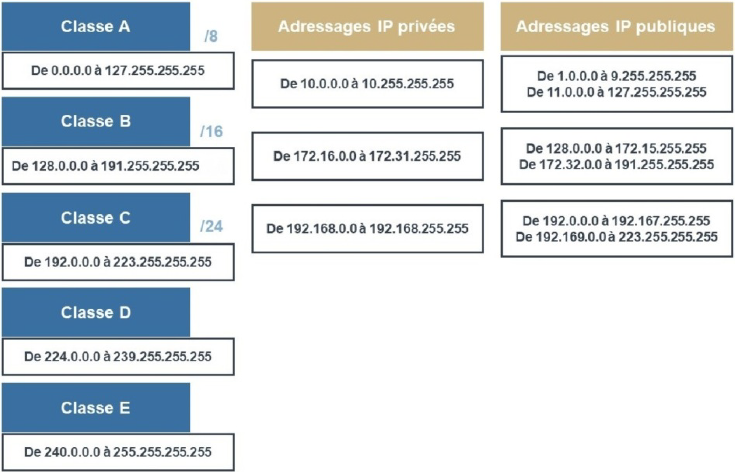 Classe A
/8
De 0.0.0.0 à 127.255.255.255
Classe B
/16
De 128.0.0.0 à 191.255.255.255
Classe C
/24
De 192.0.0.0 à 223.255.255.255
Classe D
De 224.0.0.0 à 239.255.255.255
Classe E
De 240.0.0.0 à 255.255.255.255
Adressages IP privées
De 10.0.0.0 à 10.255.255.255
De 172.16.0.0 à 172.31.255.255
De 192.168.0.0 à 192.168.255.255
Adressages IP publiques
De 1.0.0.0 à 9.255.255.255
De 11.0.0.0 à 127.255.255.255
De 128.0.0.0 à 172.15.255.255
De 172.32.0.0 à 191.255.255.255
De 192.0.0.0 à 192.167.255.255
De 192.169.0.0 à 223.255.255.255